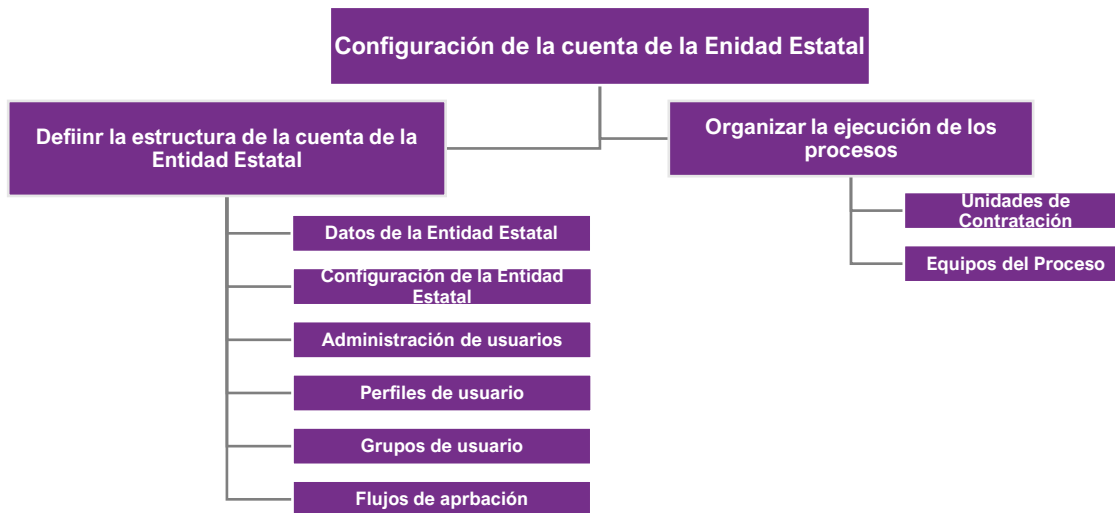 Configuración de la cuenta de la Enidad Estatal
Defiinr la estructura de la cuenta de la
Entidad Estatal
Organizar la ejecución de los
procesos
Datos de la Entidad Estatal
Configuración de la Entidad
Estatal
Administración de usuarios
Perfiles de usuario
Grupos de usuario
Flujos de aprbación
Unidades de
Contratación
Equipos del Proceso